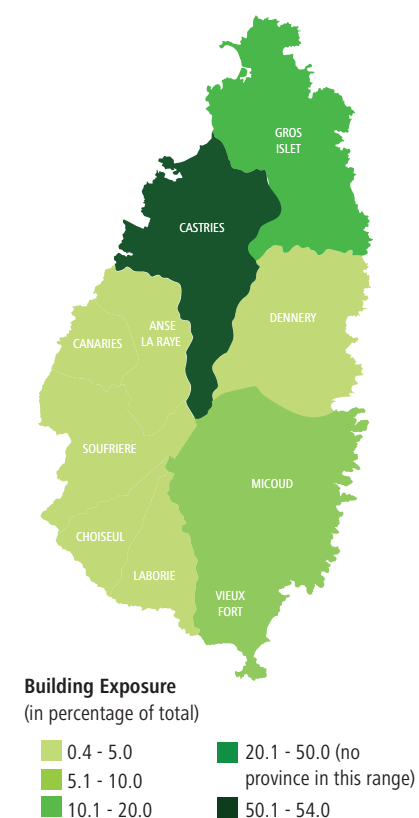 GROS
ISLET
CASTRIES
DENNERY
ANSE
LA RAYE
CANARIES
SOUFRIERE
MICOUD
CHOISEUL
LABORIE
VIEUX
FORT
Building Exposure
(in percentage of total)
0.4 - 5.0
5.1 - 10.0
10.1 - 20.0
20.1 - 50.0 (no
province in this range)
50.1 - 54.0